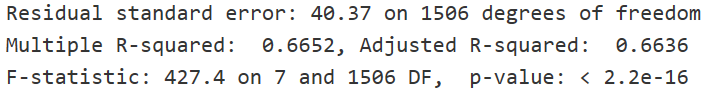 Residual standard error: 40.37 on 1506 degrees of freedom
Multiple R-squared:  0.6652, Adjusted R-squared:  0.6636
F-statistic: 427.4 on 7 and 1506 DF,  p-value: < 2.2e-16